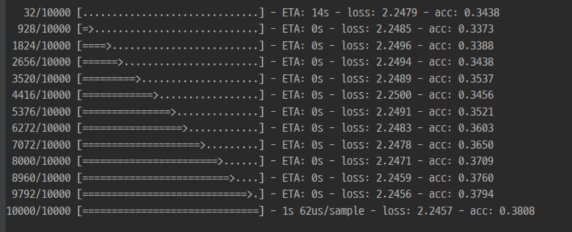 32/10000 [..............................] - ETA: 14s - loss: 2.2479 - acc: 0.3438
928/10000 [=>............................] - ETA: 0s - loss: 2.2485 - acc: 0.3373
1824/10000 [====>.........................] - ETA: 0s - loss: 2.2496 - acc: 0.3388
2656/10000 [======>.......................] - ETA: 0s - loss: 2.2494 - acc: 0.3438
3520/10000 [=========>....................] - ETA: 0s - loss: 2.2489 - acc: 0.3537
4416/10000 [============>.................] - ETA: 0s - loss: 2.2500 - acc: 0.3456
5376/10000 [===============>..............] - ETA: 0s - loss: 2.2491 - acc: 0.3521
6272/10000 [=================>............] - ETA: 0s - loss: 2.2483 - acc: 0.3603
7072/10000 [====================>.........] - ETA: 0s - loss: 2.2478 - acc: 0.3650
8000/10000 [=======================>......] - ETA: 0s - loss: 2.2471 - acc: 0.3709
8960/10000 [=========================>....] - ETA: 0s - loss: 2.2459 - acc: 0.3760
9792/10000 [============================>.] - ETA: 0s - loss: 2.2456 - acc: 0.3794
10000/10000 [==============================] - 1s 62us/sample - loss: 2.2457 - acc: 0.3808